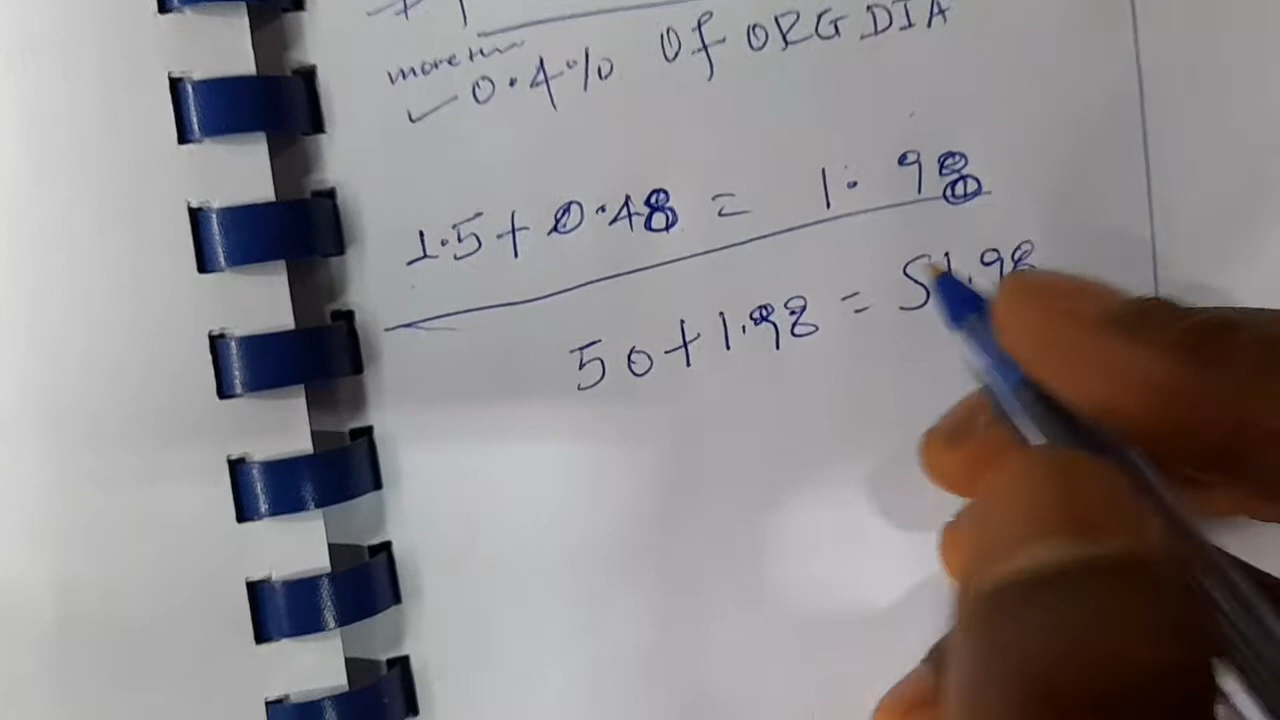 more than
✓ 0.4% of ORG DIA
1.5 + 0.48 = 1.98
50 + 1.98 = 51.98